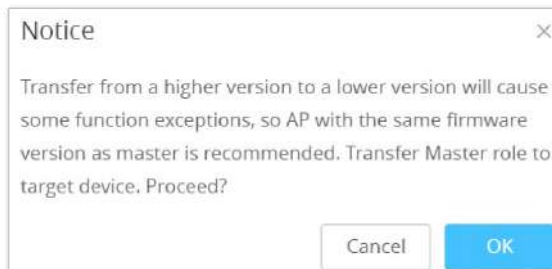 Notice
Transfer from a higher version to a lower version will cause
some function exceptions, so AP with the same firmware
version as master is recommended. Transfer Master role to
target device. Proceed?
Cancel OK